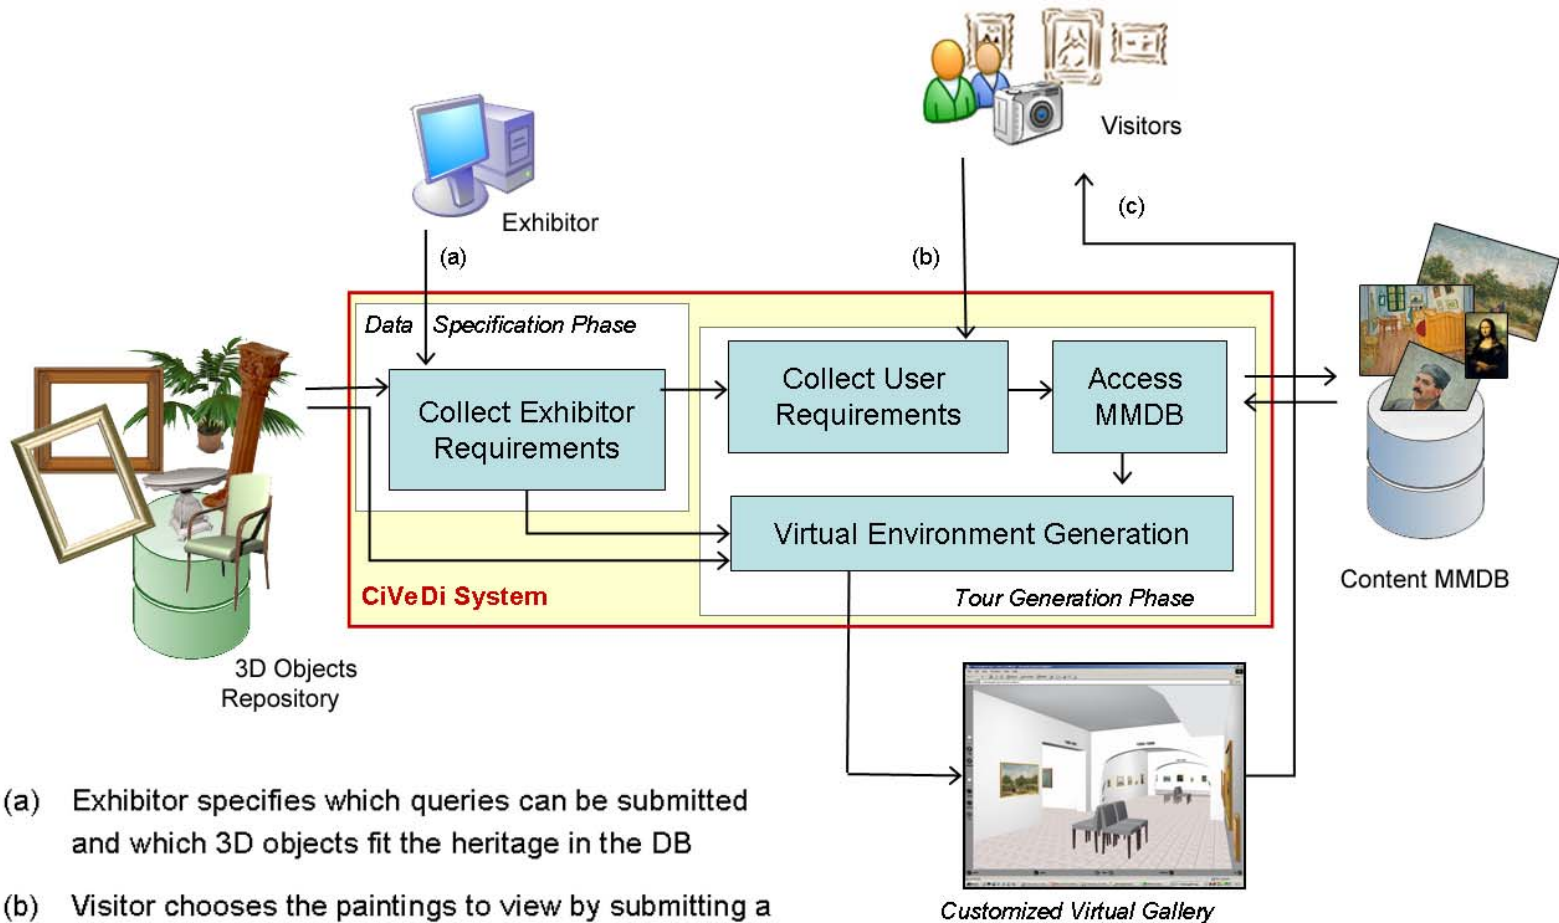 Visitors
Exhibitor
(c)
(a)
(b)
Data Specification Phase
Collect Exhibitor
Requirements
Collect User
Requirements
Access
MMDB
Virtual Environment Generation
CiVeDi System
Tour Generation Phase
Content MMDB
3D Objects
Repository
(a) Exhibitor specifies which queries can be submitted
and which 3D objects fit the heritage in the DB
(b) Visitor chooses the paintings to view by submitting a
Customized Virtual Gallery